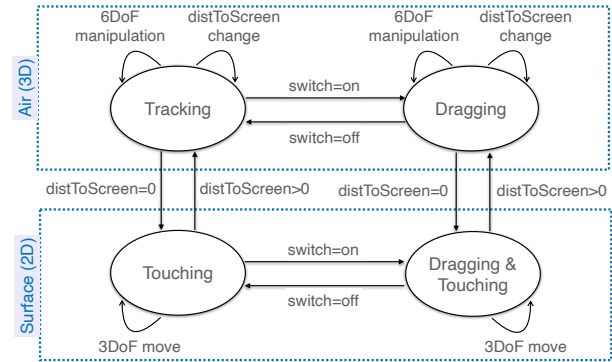 6DoF
manipulation
distToScreen
change
6DoF
manipulation
distToScreen
change
Air (3D)
Tracking
switch=on
switch=off
Dragging
distToScreen=0
distToScreen>0
distToScreen=0
distToScreen>0
Surface (2D)
Touching
switch=on
switch=off
Dragging &
Touching
3DoF move
3DoF move